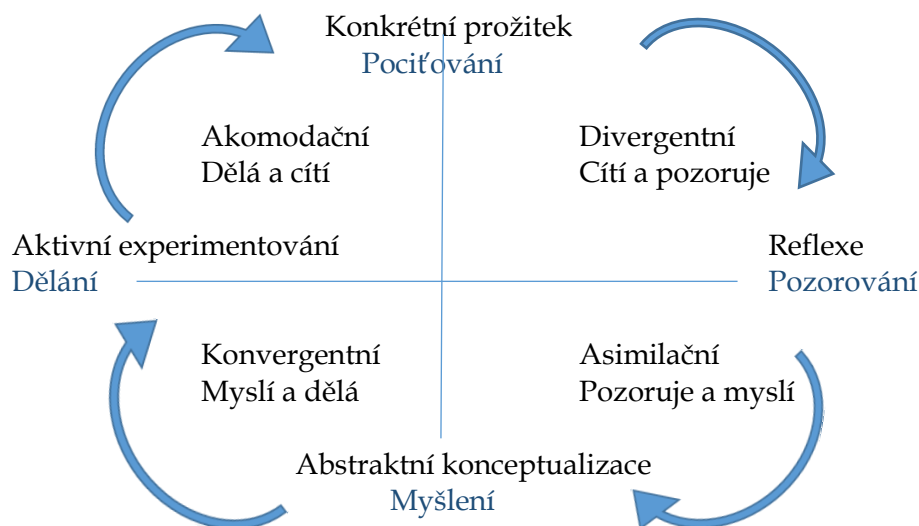 Konkrétní prožitek
Pociťování
Akomodační
Dělá a cítí
Divergentní
Cítí a pozoruje
Aktivní experimentování
Dělání
Reflexe
Pozorování
Konvergentní
Myslí a dělá
Asimilační
Pozoruje a myslí
Abstraktní konceptualizace
Myšlení